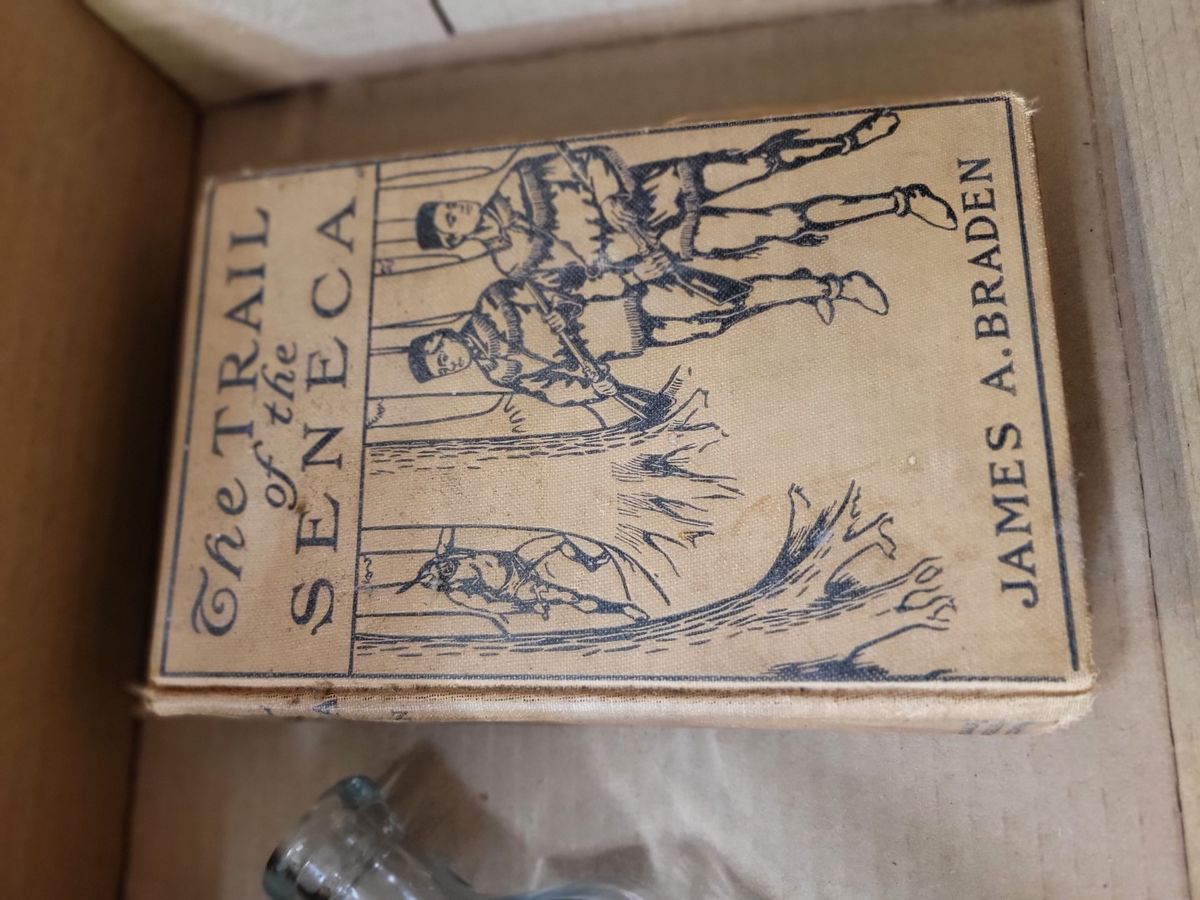 The TRAIL
of the
SENECA
JAMES A. BRADEN